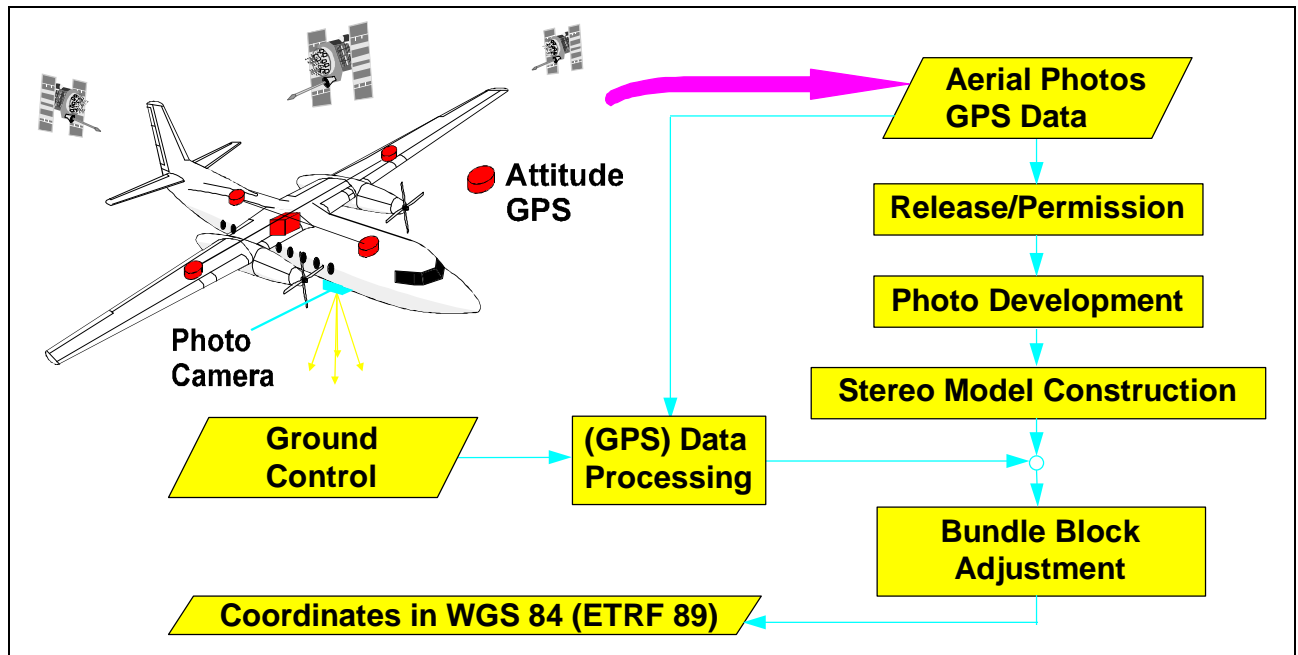 Aerial Photos
GPS Data
Attitude
GPS
Release/Permission
Photo Development
Photo
Camera
Stereo Model Construction
Ground
Control
(GPS) Data
Processing
Bundle Block
Adjustment
Coordinates in WGS 84 (ETRF 89)